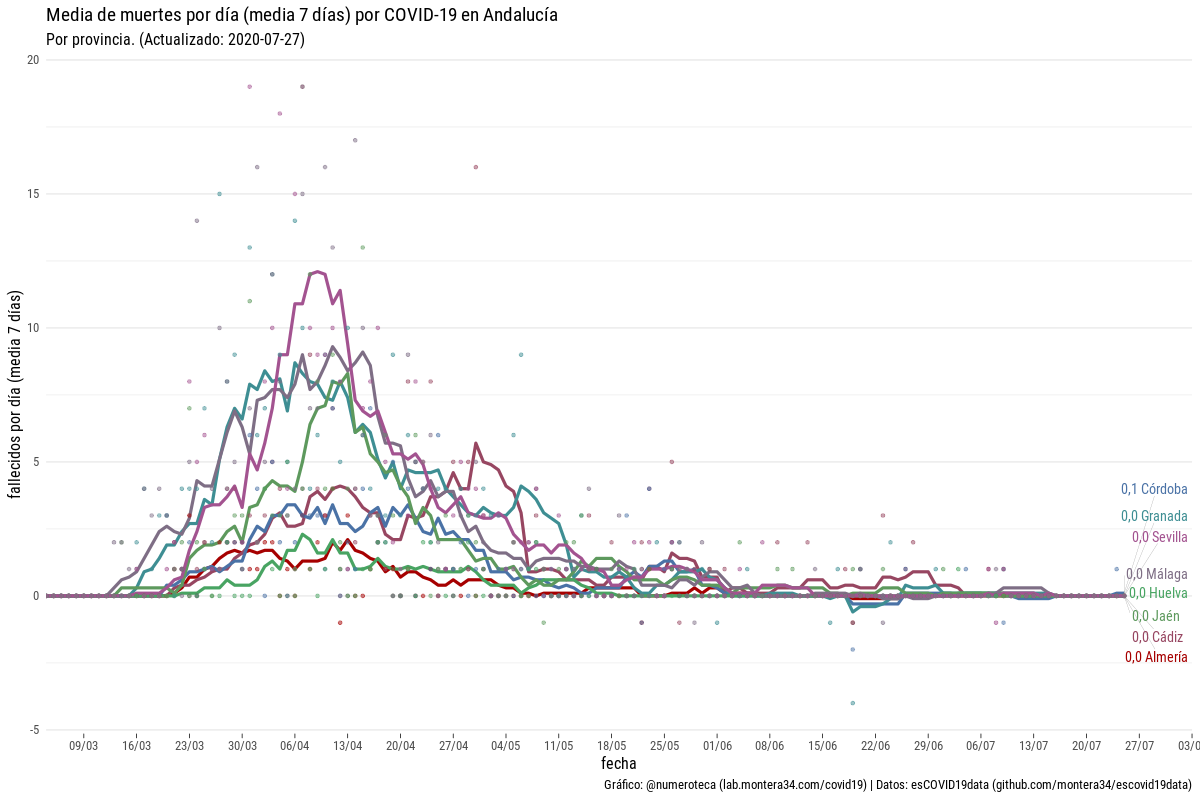 Media de muertes por día (media 7 días) por COVID-19 en Andalucía
Por provincia. (Actualizado: 2020-07-27)
fallecidos por día (media 7 días)
20
15
10
5
0
-5
0,1 Córdoba
0,0 Granada
0,0 Sevilla
0,0 Málaga
0,0 Huelva
0,0 Jaén
0,0 Cádiz
0,0 Almería
09/03 16/03 23/03 30/03 06/04 13/04 20/04 27/04 04/05 11/05 18/05 25/05 01/06 08/06 15/06 22/06 29/06 06/07 13/07 20/07 27/07 03/0
fecha
Gráfico: @numeroteca (lab.montera34.com/covid19) | Datos: esCOVID19data (github.com/montera34/escovid19data)